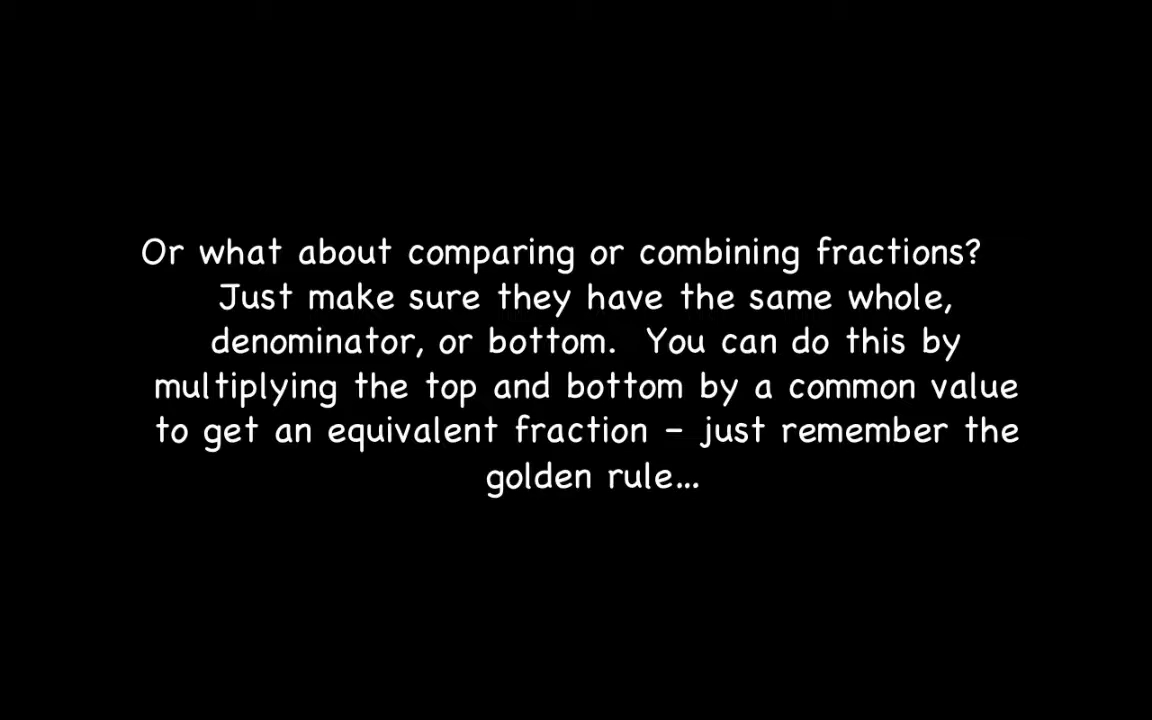 Or what about comparing or combining fractions?
Just make sure they have the same whole,
denominator, or bottom.  You can do this by
multiplying the top and bottom by a common value
to get an equivalent fraction – just remember the
golden rule...